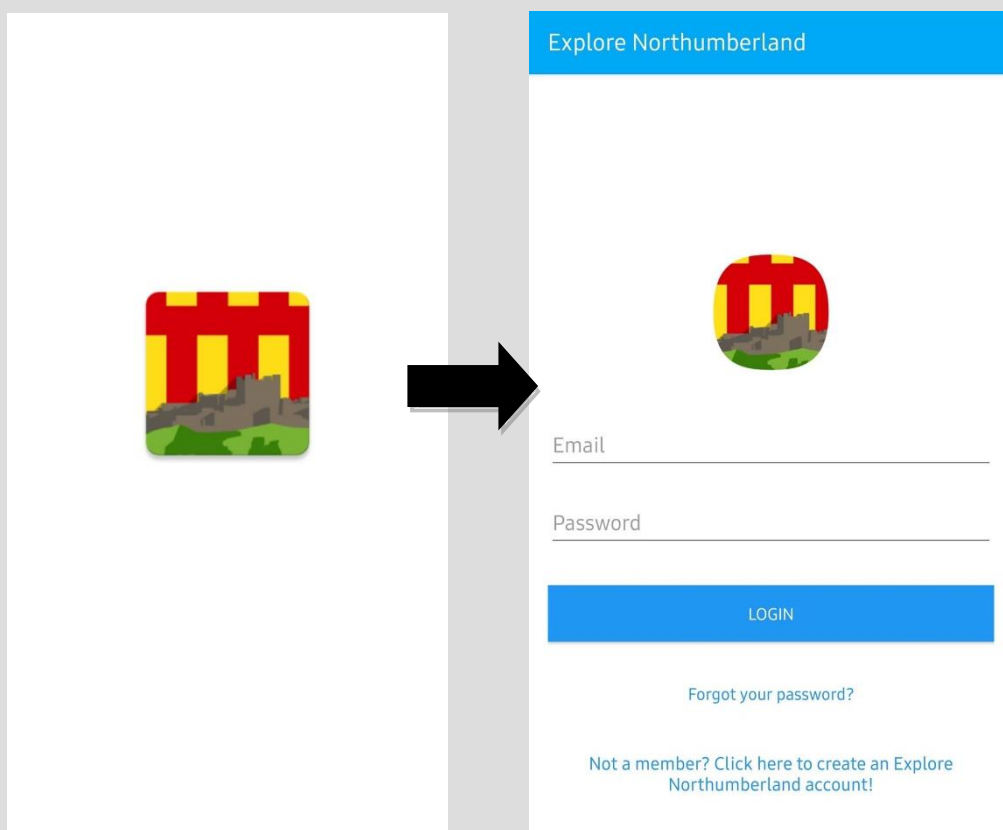 Explore Northumberland
Email
Password
LOGIN
Forgot your password?
Not a member? Click here to create an Explore
Northumberland account!